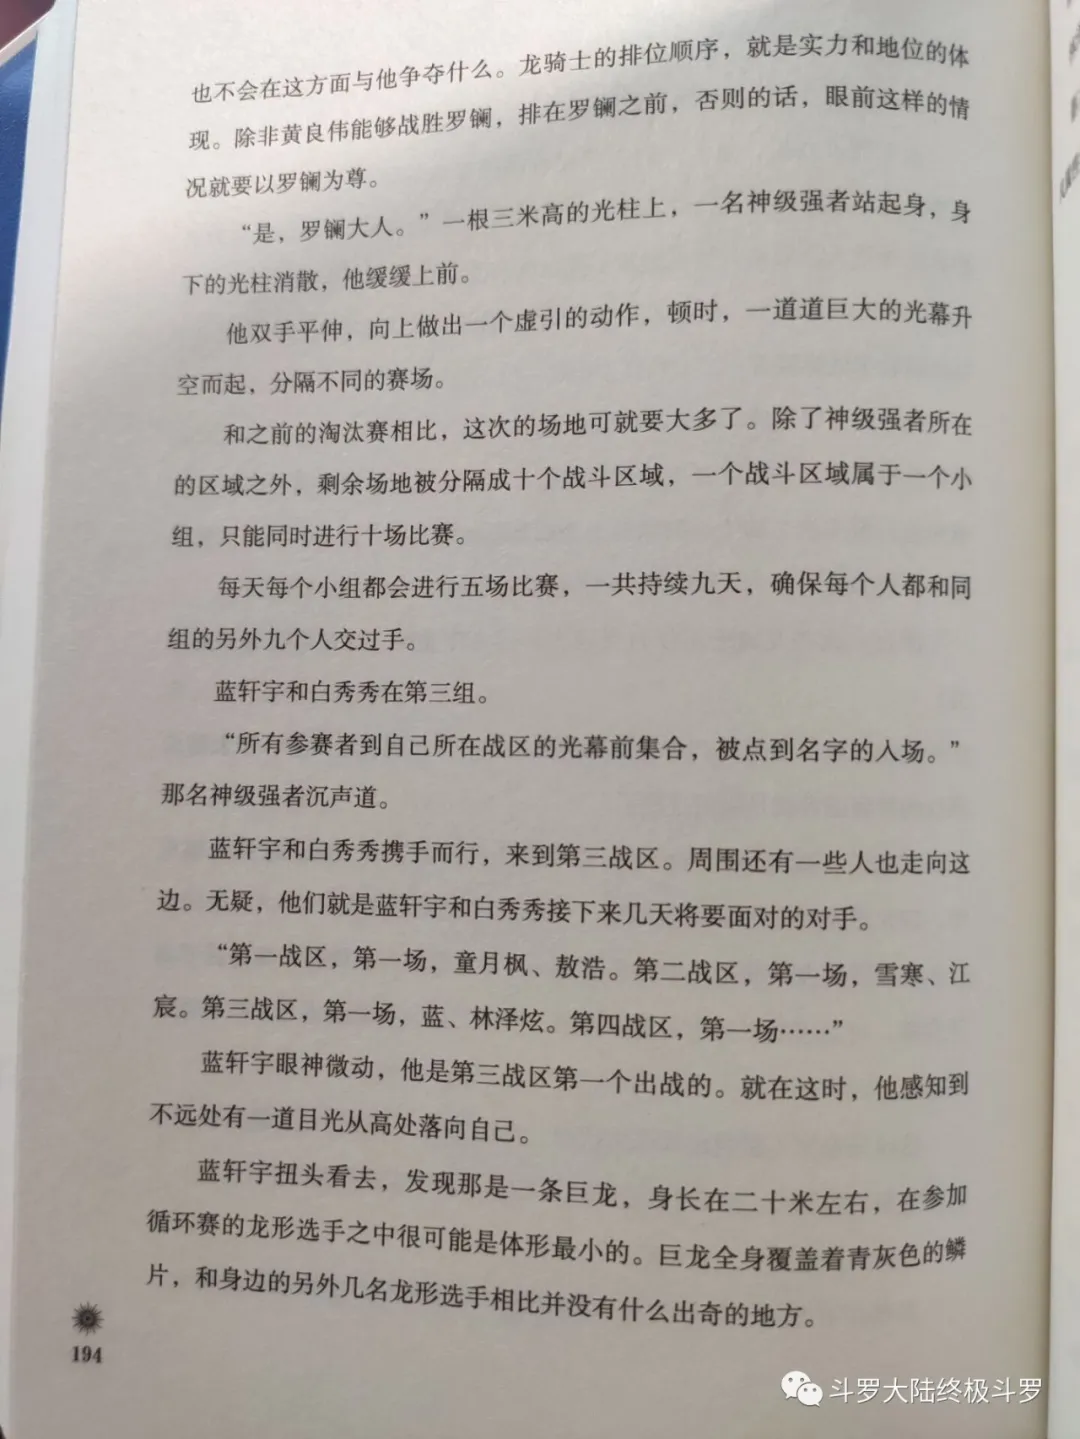 也不会在这方面与他争夺什么。龙骑士的排位顺序，就是实力和地位的体
现。除非黄良伟能够战胜罗镧，排在罗镧之前，否则的话，眼前这样的情
况就要以罗镧为尊。
“是，罗镧大人。”一根三米高的光柱上，一名神级强者站起身，身
下的光柱消散，他缓缓上前。
他双手平伸，向上做出一个虚引的动作，顿时，一道道巨大的光幕升
空而起，分隔不同的赛场。
和之前的淘汰赛相比，这次的场地可就要大多了。除了神级强者所在
的区域之外，剩余场地被分隔成十个战斗区域，一个战斗区域属于一个小
组，只能同时进行十场比赛。
每天每个小组都会进行五场比赛，一共持续九天，确保每个人都和同
组的另外九个人交过手。
蓝轩宇和白秀秀在第三组。
“所有参赛者到自己所在战区的光幕前集合，被点到名字的入场。”
那名神级强者沉声道。
蓝轩宇和白秀秀携手而行，来到第三战区。周围还有一些人也走向这
边。无疑，他们就是蓝轩宇和白秀秀接下来几天将要面对的对手。
“第一战区，第一场，童月枫、敖浩。第二战区，第一场，雪寒、江
宸。第三战区，第一场，蓝、林泽炫。第四战区，第一场……”
蓝轩宇眼神微动，他是第三战区第一个出战的。就在这时，他感知到
不远处有一道目光从高处落向自己。
蓝轩宇扭头看去，发现那是一条巨龙，身长在二十米左右，在参加
循环赛的龙形选手之中很可能是体形最小的。巨龙全身覆盖着青灰色的鳞
片，和身边的另外几名龙形选手相比并没有什么出奇的地方。
194
斗罗大陆终极斗罗